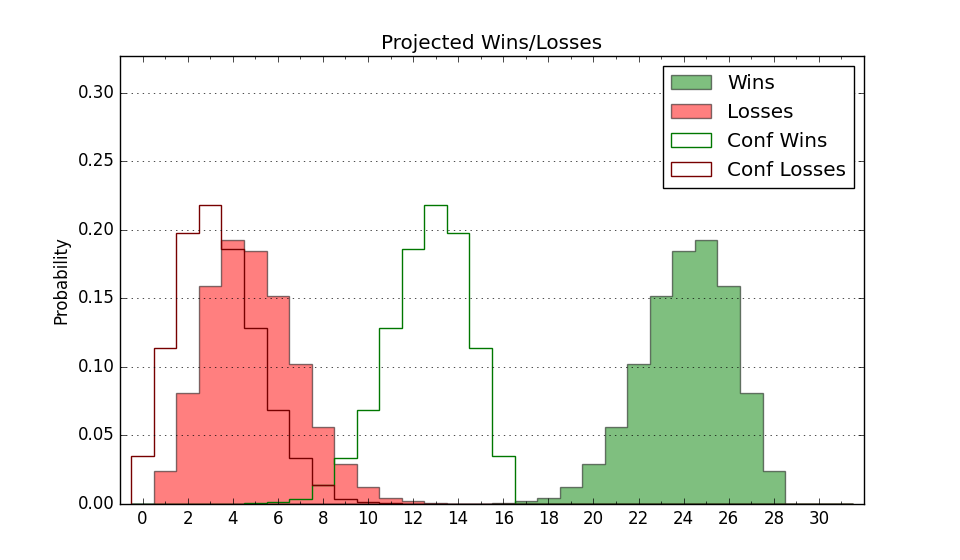 Projected Wins/Losses
0.30
0.25
0.20
0.15
0.10
0.05
0.00
Probability
Wins
Losses
Conf Wins
Conf Losses
0 2 4 6 8 10 12 14 16 18 20 22 24 26 28 30